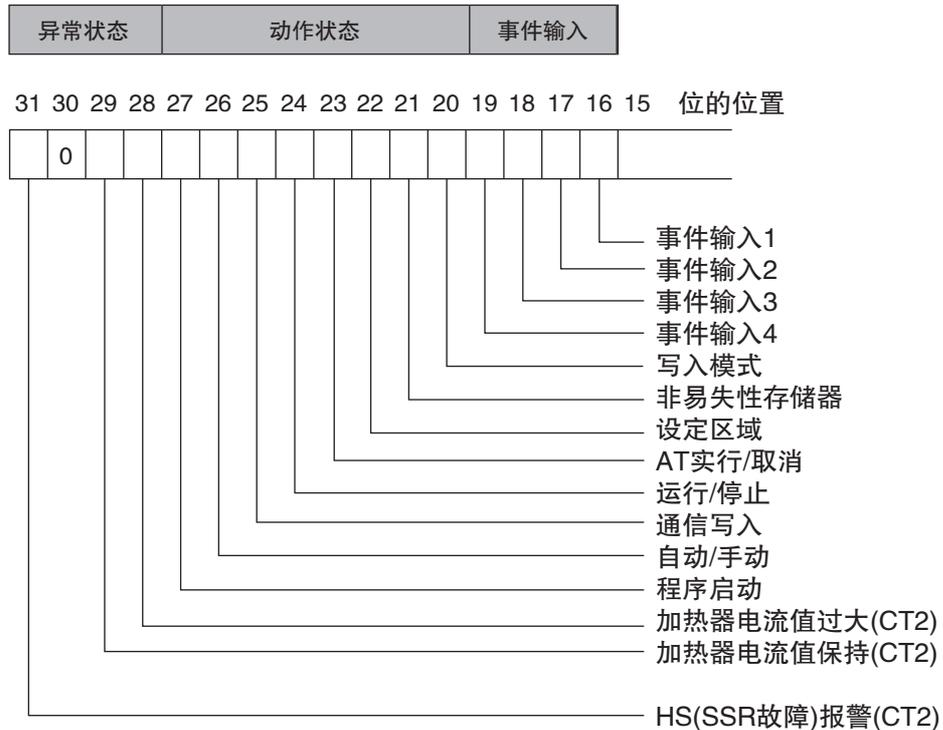 异常状态 动作状态 事件输入
31 30 29 28 27 26 25 24 23 22 21 20 19 18 17 16 15 位的位置
0
事件输入1
事件输入2
事件输入3
事件输入4
写入模式
非易失性存储器
设定区域
AT实行/取消
运行/停止
通信写入
自动/手动
程序启动
加热器电流值过大(CT2)
加热器电流值保持(CT2)
HS(SSR故障)报警(CT2)